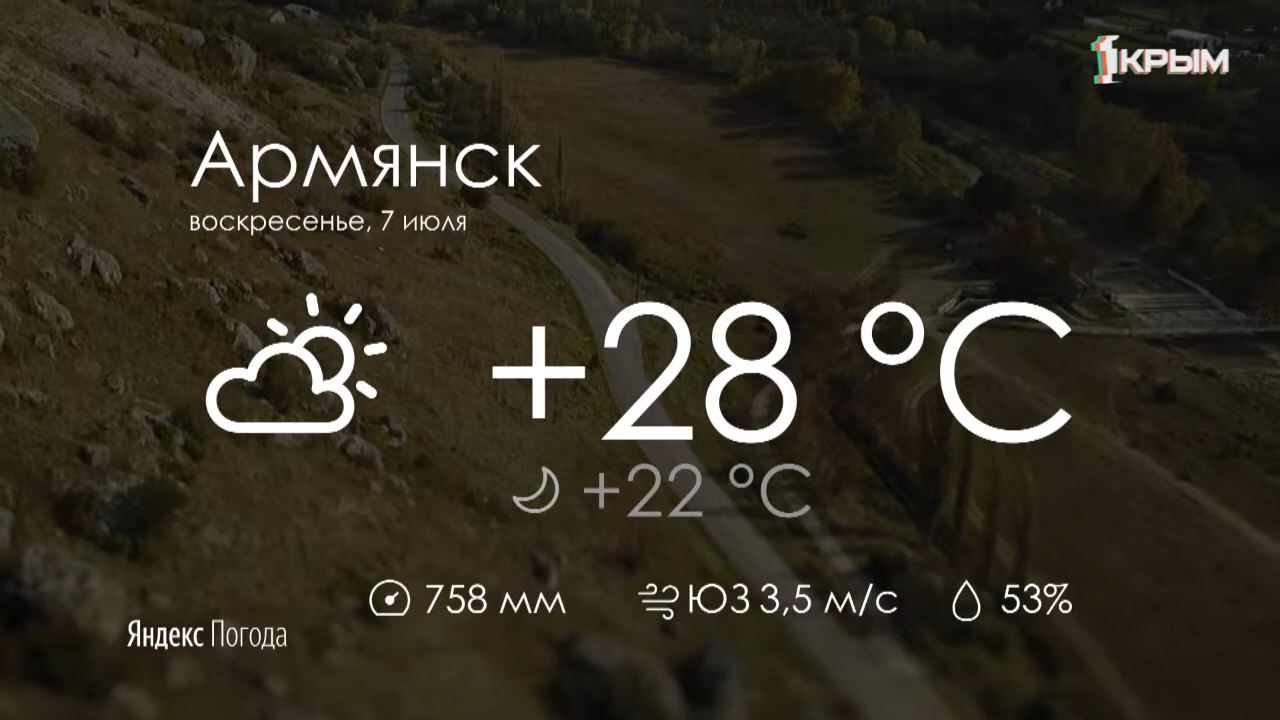 1КРЫМ
Армянск
воскресенье, 7 июля
+28 °C
+22 °C
758 мм
ЮЗ 3,5 м/с
53%
Яндекс Погода